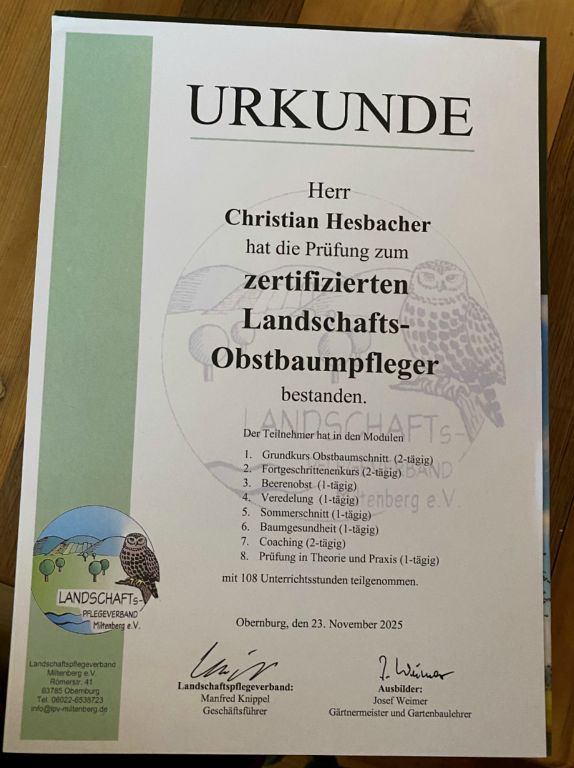 URKUNDE
Herr
Christian Hesbacher
hat die Prüfung zum
zertifizierten
Landschafts-
Obstbaumpfleger
bestanden.
Der Teilnehmer hat in den Modulen
1. Grundkurs Obstbaumschnitt (2-tägig)
2. Fortgeschrittenenkurs (2-tägig)
3. Beerenobst (1-tägig)
4. Veredelung (1-tägig)
5. Sommerschnitt (1-tägig)
6. Baumgesundheit (1-tägig)
7. Coaching (2-tägig)
8. Prüfung in Theorie und Praxis (1-tägig)
mit 108 Unterrichtsstunden teilgenommen.
Obernburg, den 23. November 2025
Landschaftspflegeverband:
Manfred Knippel
Geschäftsführer
J. Weimer
Ausbilder:
Josef Weimer
Gärtnermeister und Gartenbaulehrer
LANDSCHAFTs-
PFLEGEVERBAND
Miltenberg e.V.
Landschaftspflegeverband
Miltenberg e.V.
Römerstr. 41
63785 Obernburg
Tel. 06022-6538723
info@lpv-miltenberg.de
LANDSCHAFTs-